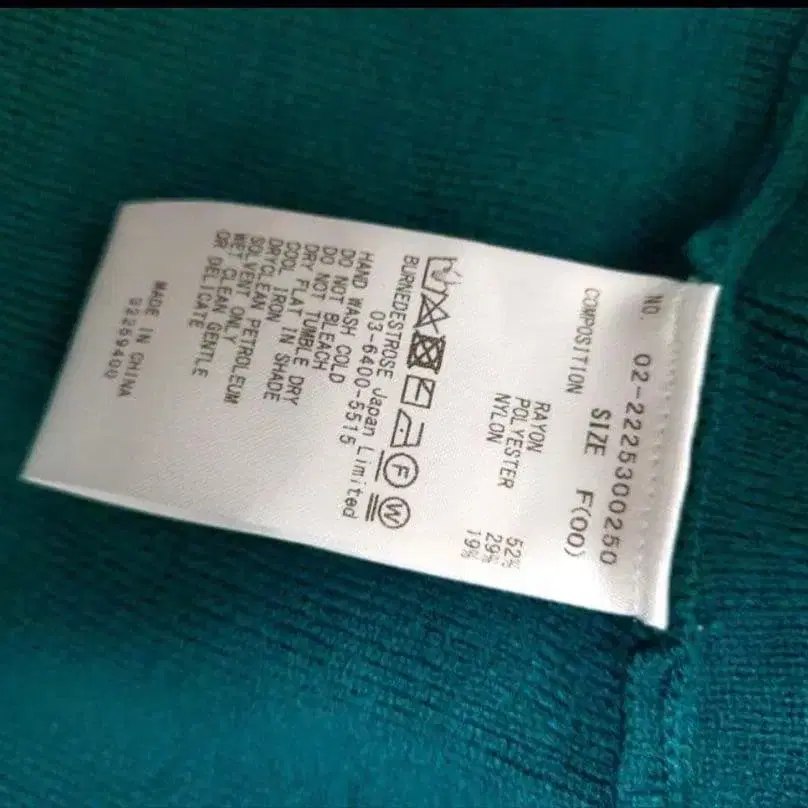 NO. 02-2225300250
SIZE F(00)
COMPOSITION
RAYON 52%
POLYESTER 29%
NYLON 19%
F W
BURNEDESTROSE Japan Limited
03-6400-5515
HAND WASH COLD
DO NOT BLEACH
DO NOT TUMBLE DRY
DRY FLAT IN SHADE
COOL IRON
DRYCLEAN PETROLEUM
SOLVENT ONLY
WET CLEAN GENTLE
OR DELICATE
MADE IN CHINA